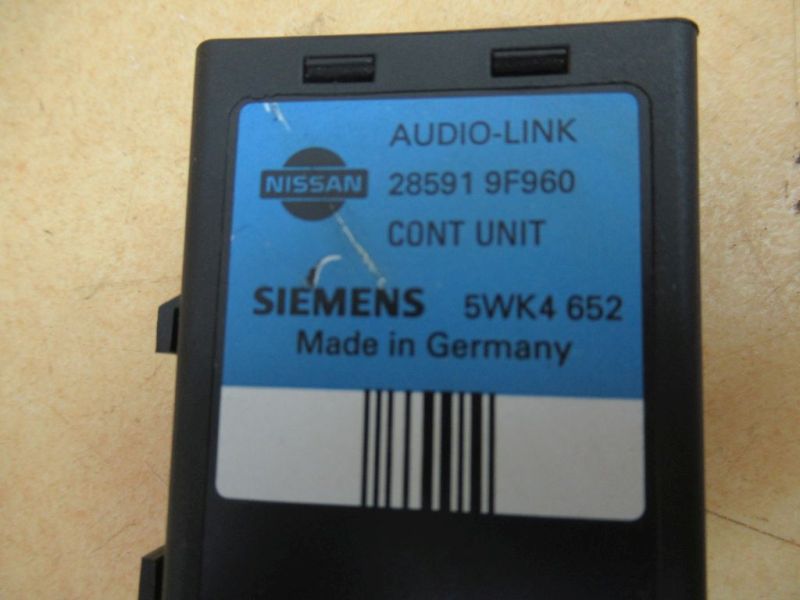 AUDIO-LINK
NISSAN
28591 9F960
CONT UNIT
SIEMENS 5WK4 652
Made in Germany